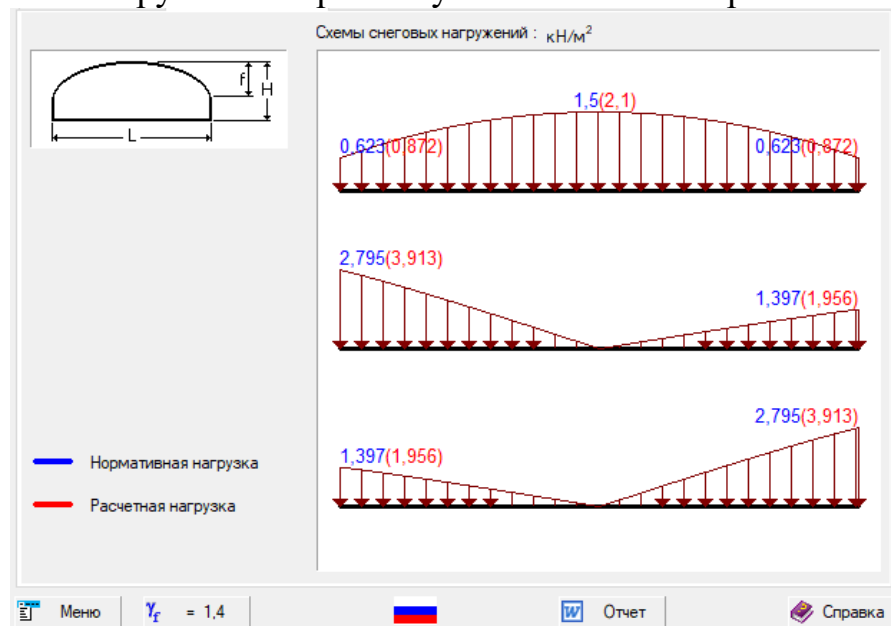 Схемы снеговых нагружений : кН/м²
f
H
L
1,5(2,1)
0,623(0,872)
0,623(0,872)
2,795(3,913)
1,397(1,956)
2,795(3,913)
1,397(1,956)
Нормативная нагрузка
Расчетная нагрузка
Меню
γf = 1,4
W Отчет
Справка